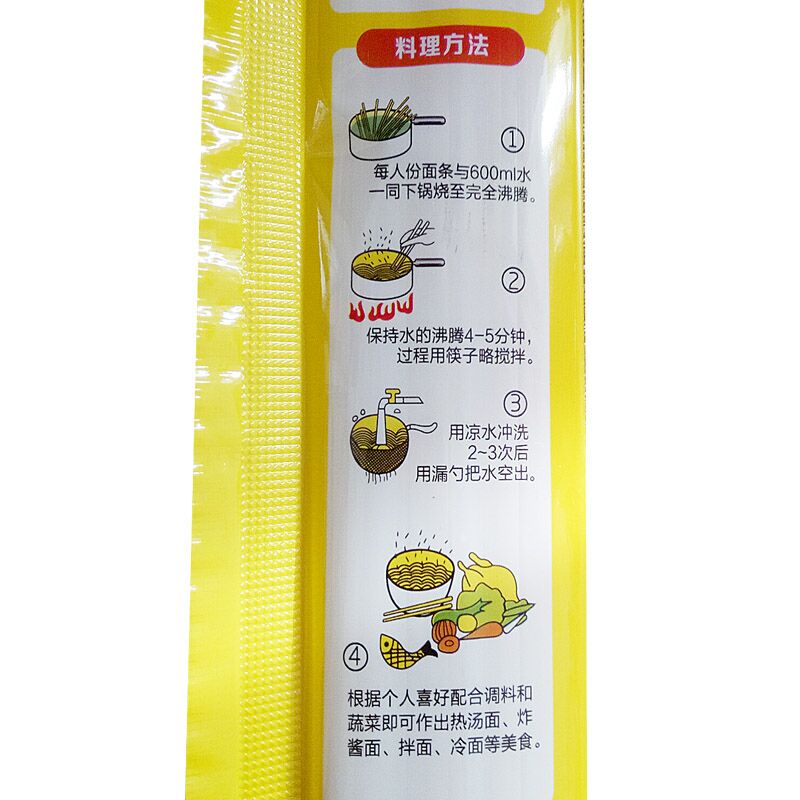 料理方法
①
每人份面条与600ml水
一同下锅烧至完全沸腾。
②
保持水的沸腾4-5分钟，
过程用筷子略搅拌。
③
用凉水冲洗
2~3次后
用漏勺把水空出。
④
根据个人喜好配合调料和
蔬菜即可作出热汤面、炸
酱面、拌面、冷面等美食。